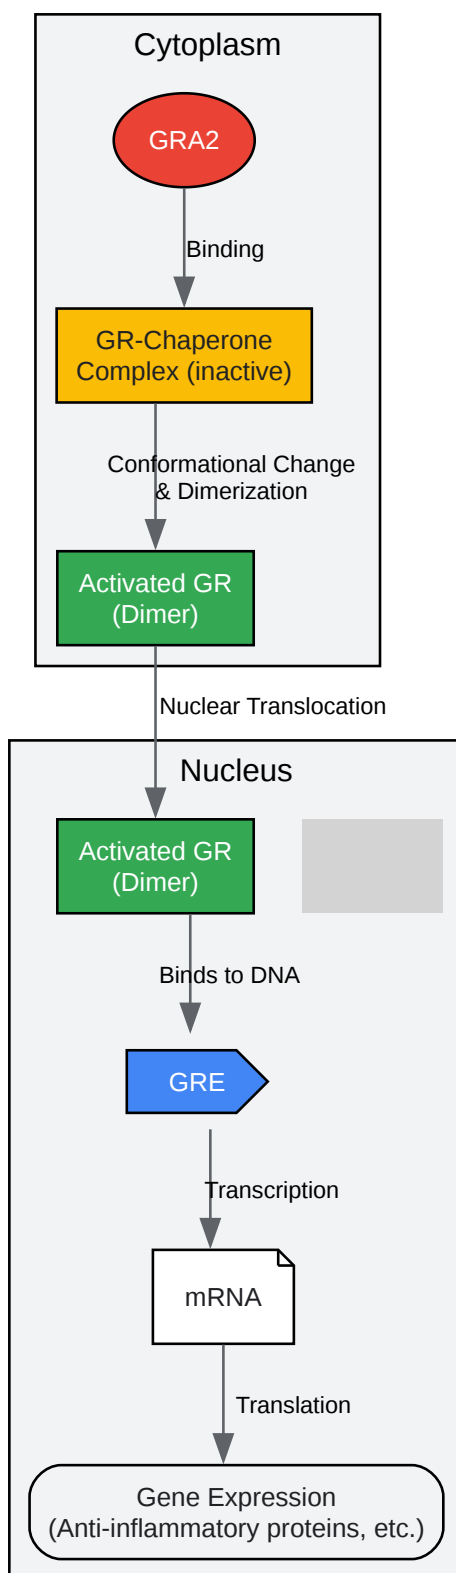 Cytoplasm
GRA2
Binding
GR-Chaperone
Complex (inactive)
Conformational Change
& Dimerization
Activated GR
(Dimer)
Nuclear Translocation
Nucleus
Activated GR
(Dimer)
Binds to DNA
GRE
Transcription
mRNA
Translation
Gene Expression
(Anti-inflammatory proteins, etc.)